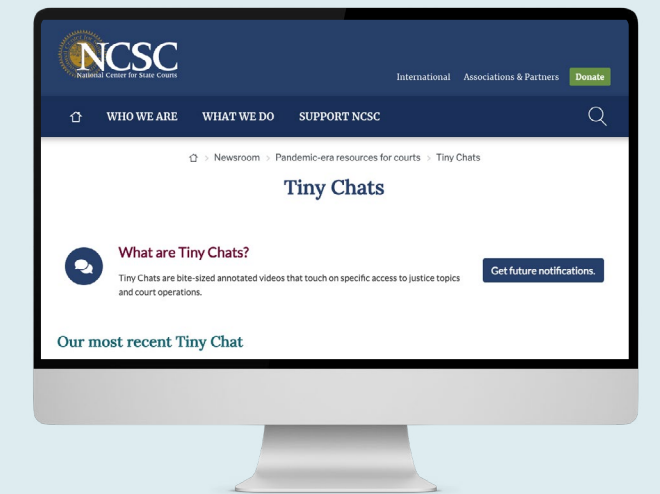 NCSC
National Center for State Courts
International Associations & Partners Donate
WHO WE ARE WHAT WE DO SUPPORT NCSC
> Newsroom > Pandemic-era resources for courts > Tiny Chats
Tiny Chats
What are Tiny Chats?
Tiny Chats are bite-sized annotated videos that touch on specific access to justice topics
and court operations.
Get future notifications.
Our most recent Tiny Chat